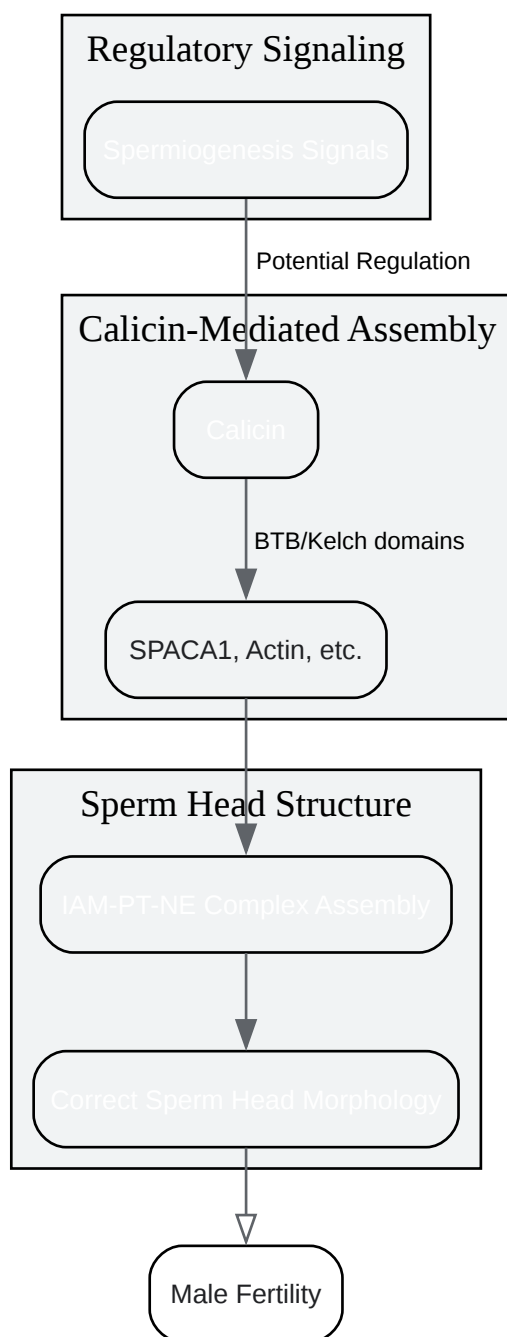 Regulatory Signaling
Spermiogenesis Signals
Potential Regulation
Calicin-Mediated Assembly
Calicin
BTB/Kelch domains
SPACA1, Actin, etc.
Sperm Head Structure
IAM-PT-NE Complex Assembly
Correct Sperm Head Morphology
Male Fertility